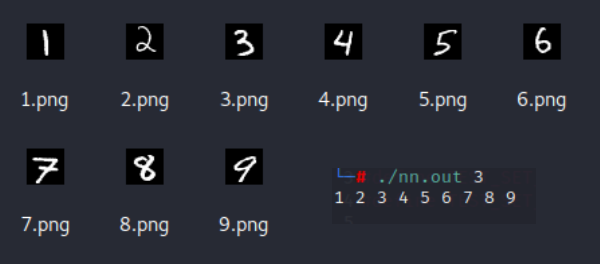 1 2 3 4 5 6
1.png 2.png 3.png 4.png 5.png 6.png
7 8 9
7.png 8.png 9.png
└─# ./nn.out 3
1 2 3 4 5 6 7 8 9